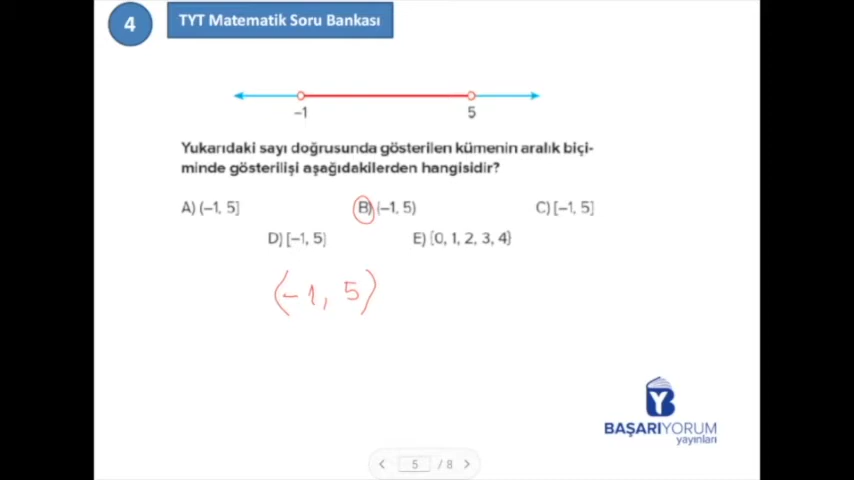 4
TYT Matematik Soru Bankası
-1 5
Yukarıdaki sayı doğrusunda gösterilen kümenin aralık biçi-
minde gösterilişi aşağıdakilerden hangisidir?
A) (-1, 5] B) (-1, 5) C) [-1, 5]
D) [-1, 5) E) {0, 1, 2, 3, 4}
(-1, 5)
BAŞARIYORUM
yayınları
< 5 / 8 >